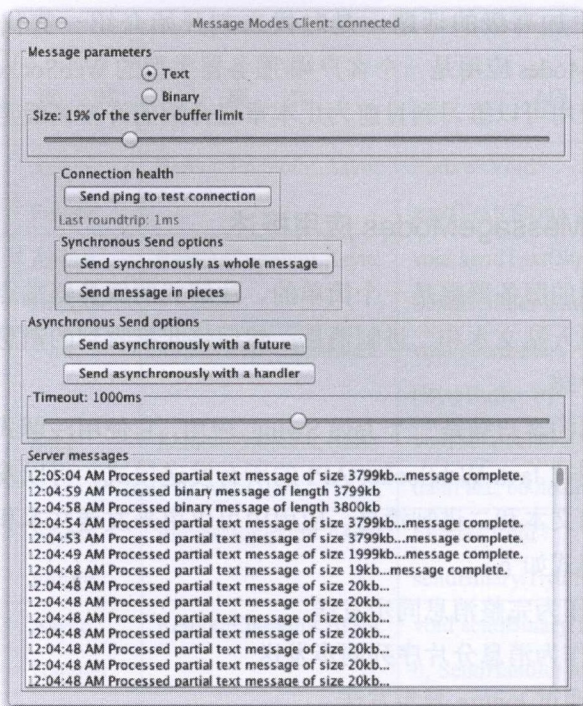 Message Modes Client: connected
Message parameters
Text
Binary
Size: 19% of the server buffer limit
Connection health
Send ping to test connection
Last roundtrip: 1ms
Synchronous Send options
Send synchronously as whole message
Send message in pieces
Asynchronous Send options
Send asynchronously with a future
Send asynchronously with a handler
Timeout: 1000ms
Server messages
12:05:04 AM Processed partial text message of size 3799kb...message complete.
12:04:59 AM Processed binary message of length 3799kb
12:04:58 AM Processed binary message of length 3800kb
12:04:54 AM Processed partial text message of size 3799kb...message complete.
12:04:53 AM Processed partial text message of size 3799kb...message complete.
12:04:49 AM Processed partial text message of size 1999kb...message complete.
12:04:48 AM Processed partial text message of size 19kb...message complete.
12:04:48 AM Processed partial text message of size 20kb...
12:04:48 AM Processed partial text message of size 20kb...
12:04:48 AM Processed partial text message of size 20kb...
12:04:48 AM Processed partial text message of size 20kb...
12:04:48 AM Processed partial text message of size 20kb...
12:04:48 AM Processed partial text message of size 20kb...
12:04:48 AM Processed partial text message of size 20kb...